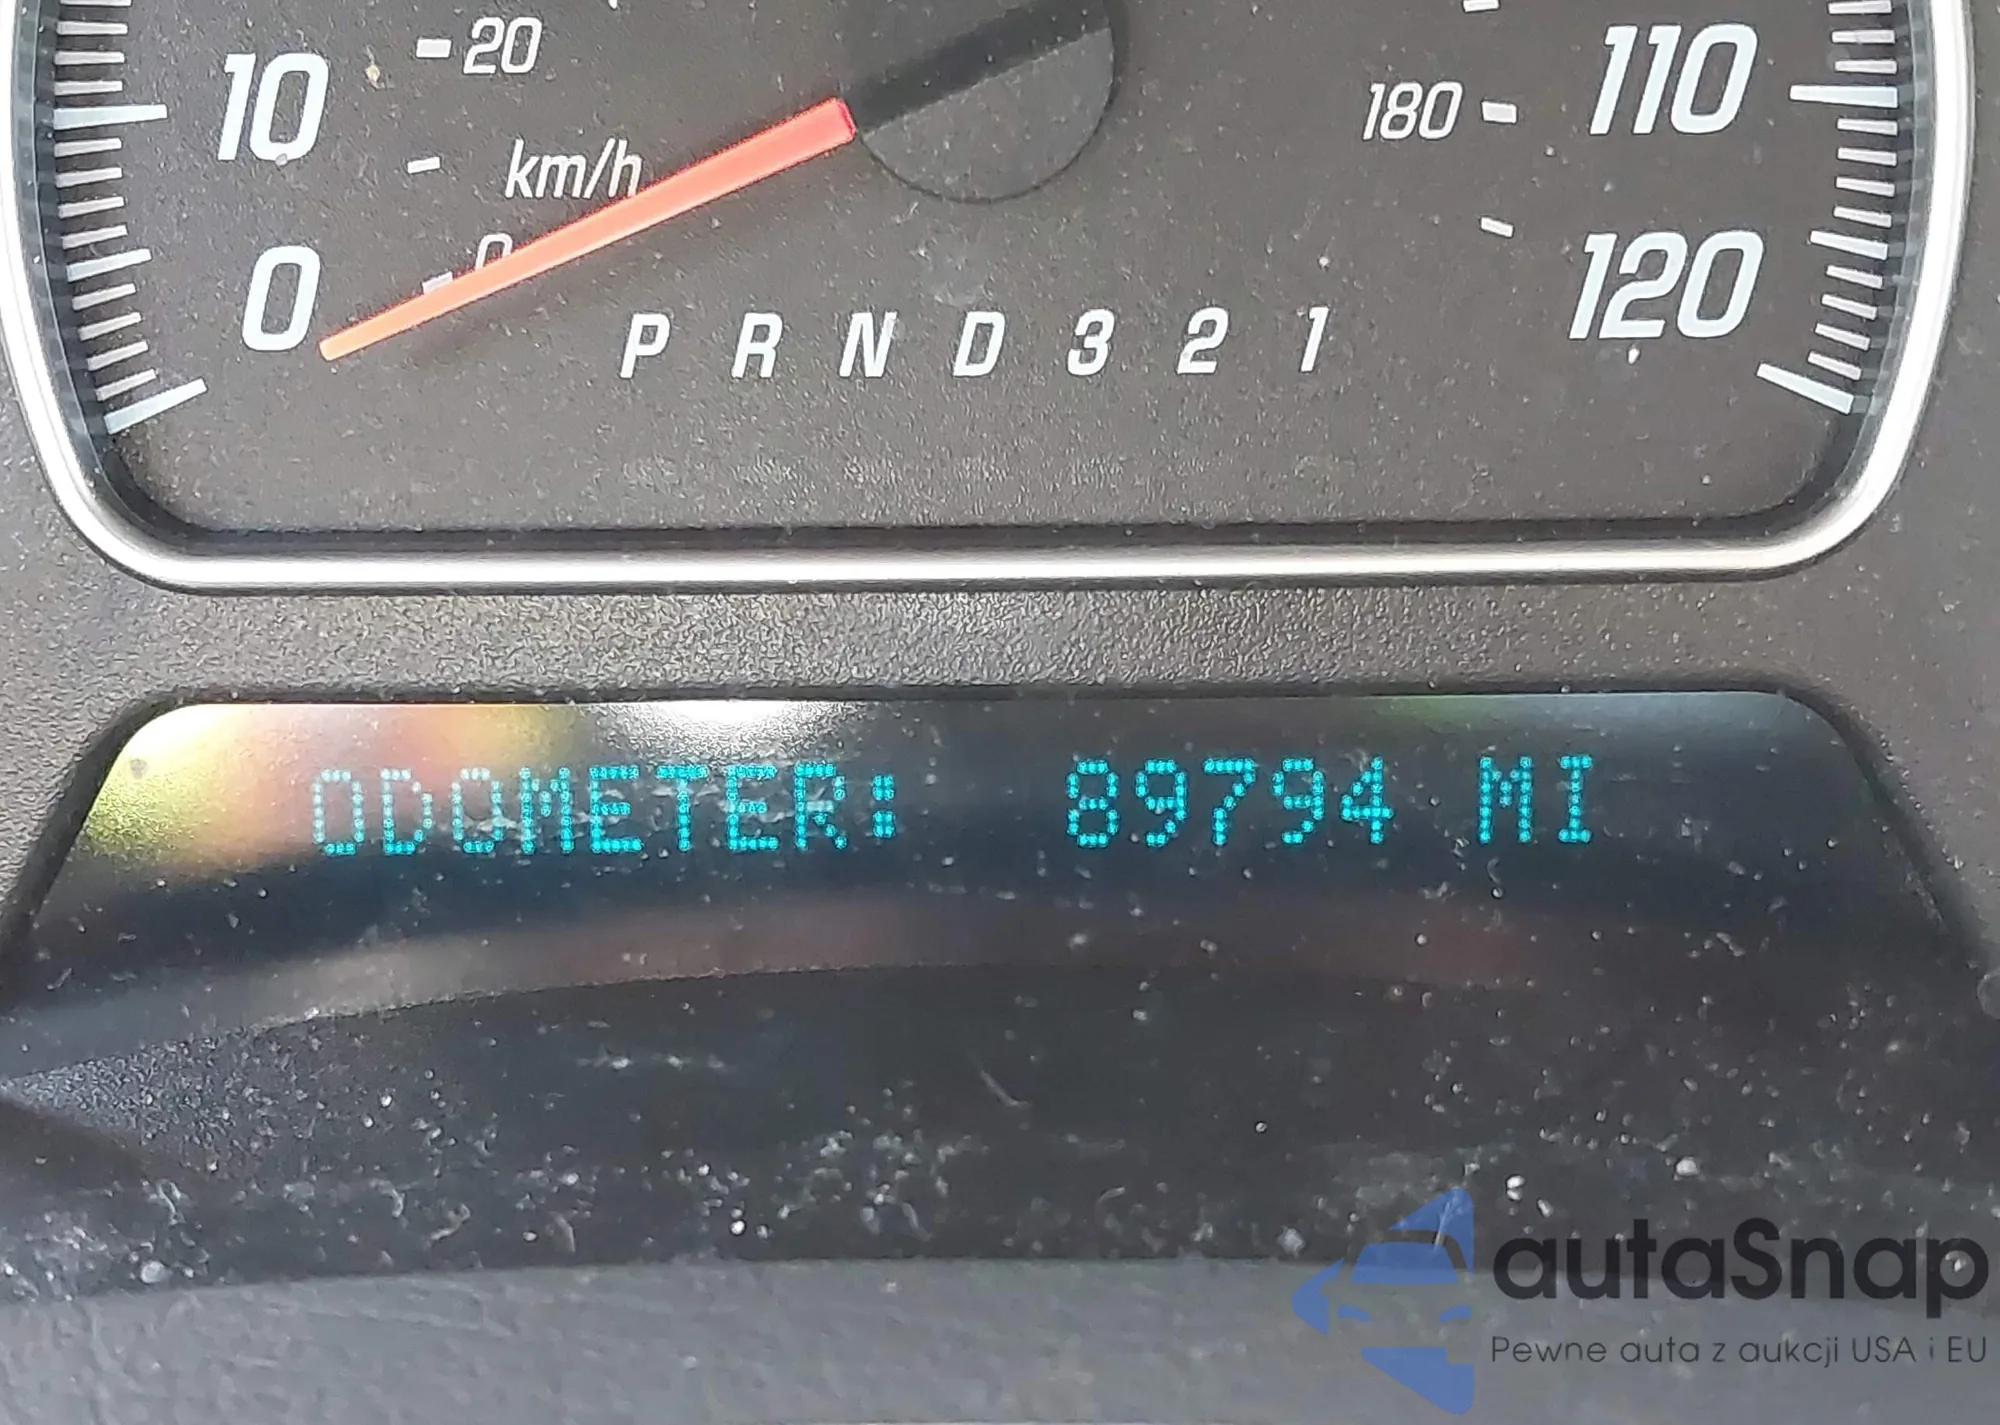 20
10
110
180
km/h
0
0
120
P R N D 3 2 1
ODOMETER: 89794 MI
autaSnap
Pewne auta z aukcji USA i EU